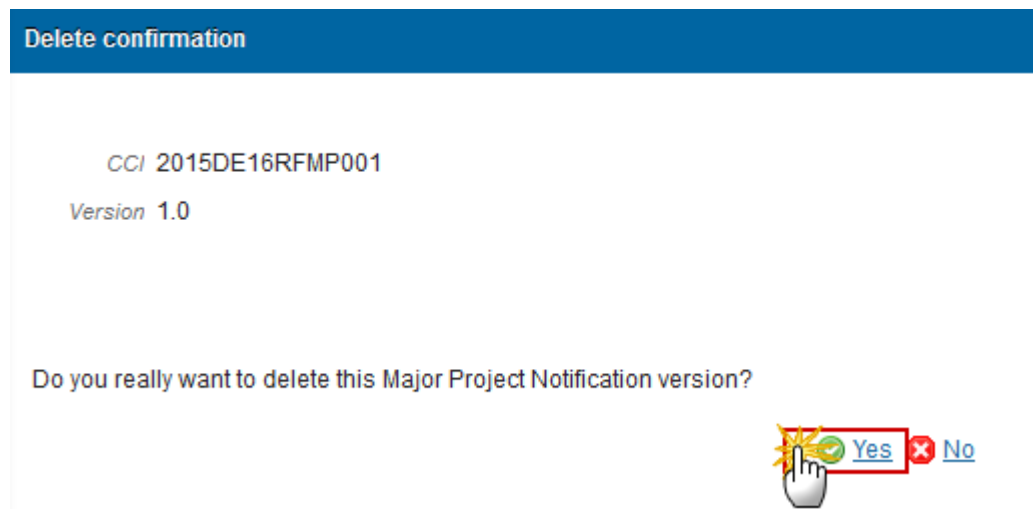 Delete confirmation
CCI 2015DE16RFMP001
Version 1.0
Do you really want to delete this Major Project Notification version?
Yes No